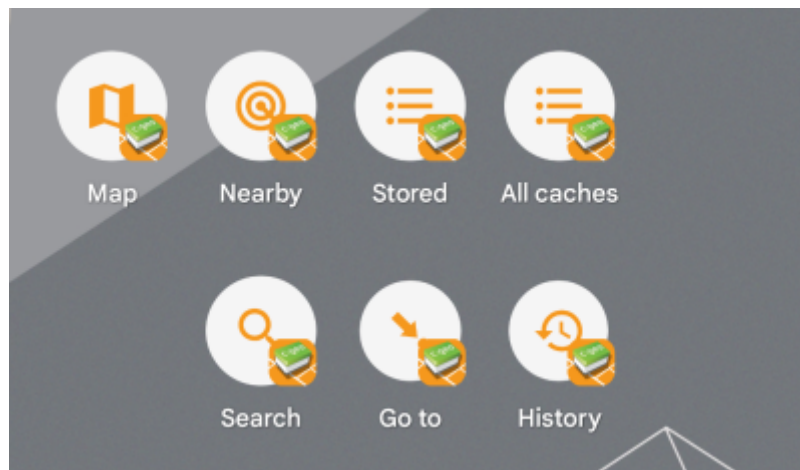 Map
Nearby
Stored
All caches
Search
Go to
History